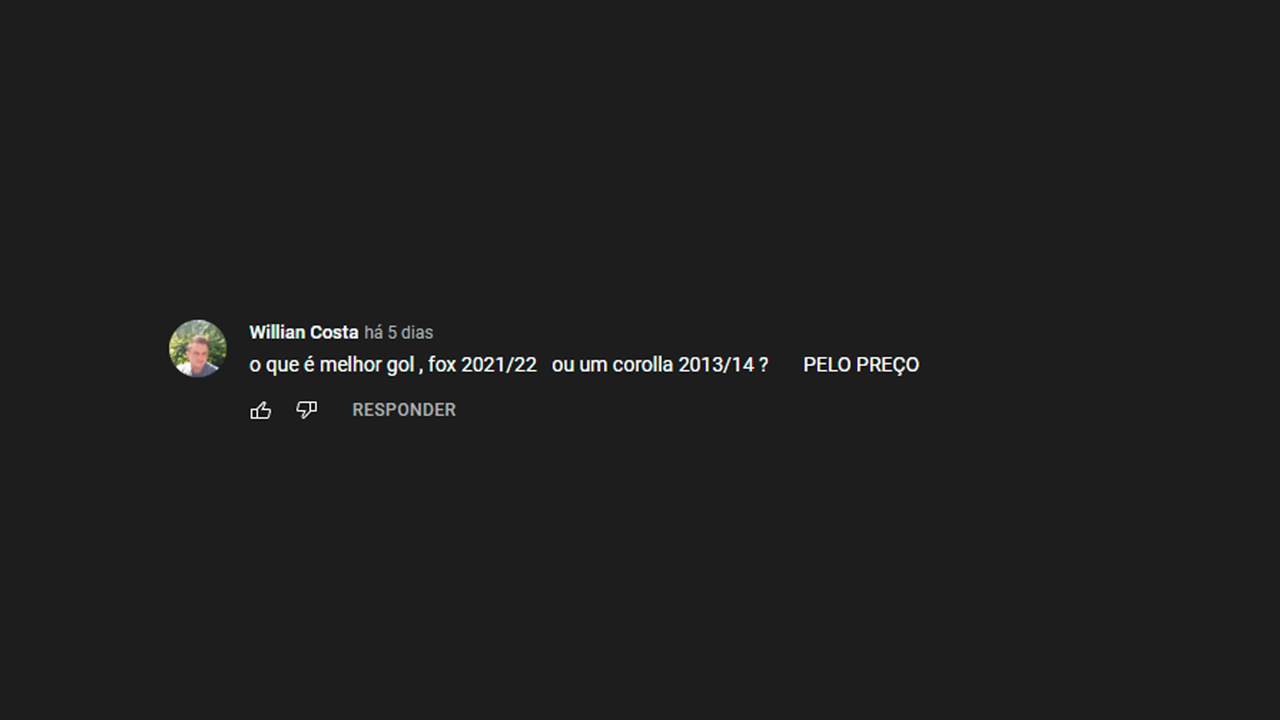 Willian Costa há 5 dias
o que é melhor gol , fox 2021/22 ou um corolla 2013/14 ? PELO PREÇO
RESPONDER